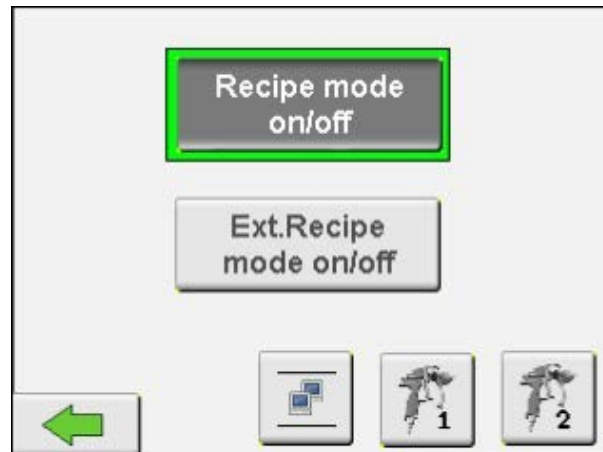 Recipe mode
on/off
Ext.Recipe
mode on/off
1
2